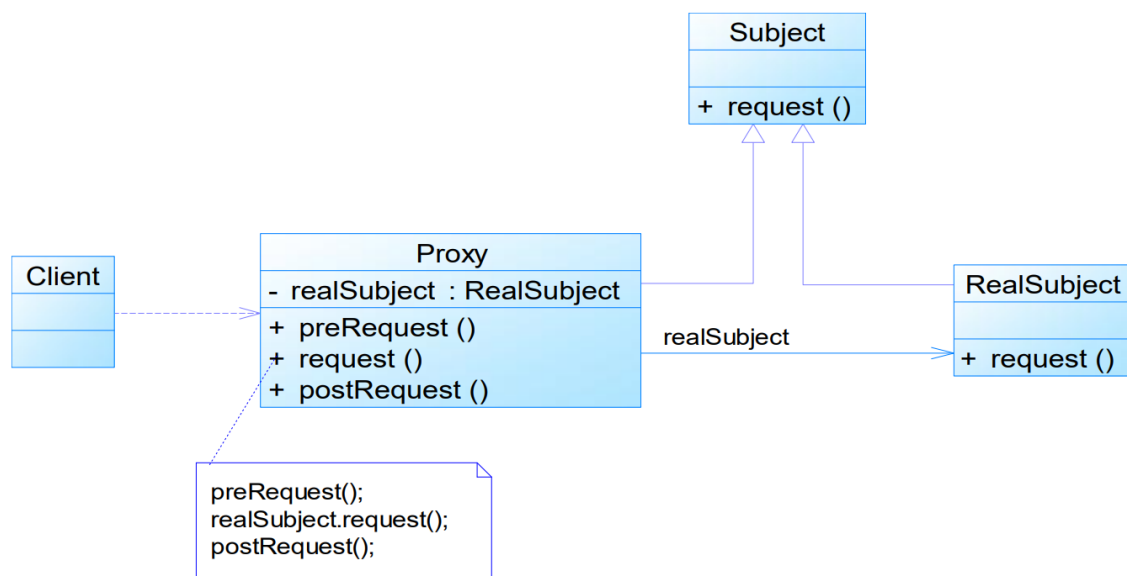 Subject
+ request ()
Proxy
- realSubject : RealSubject
+ preRequest ()
+ request ()
+ postRequest ()
Client
RealSubject
+ request ()
realSubject
preRequest();
realSubject.request();
postRequest();